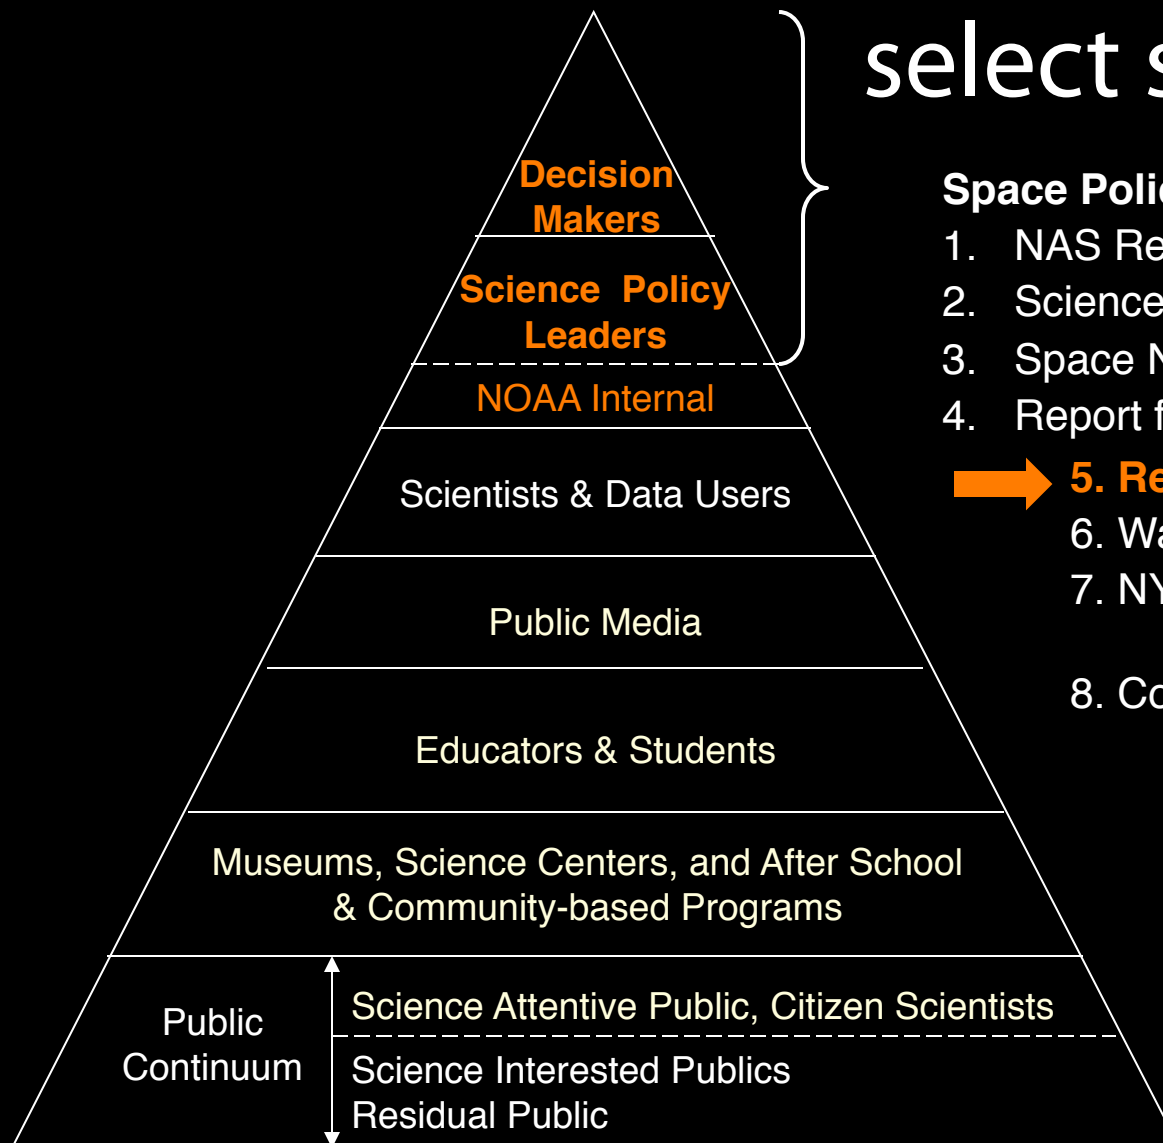 select s
Decision
Makers
Science Policy
Leaders
NOAA Internal
Scientists & Data Users
Public Media
Educators & Students
Museums, Science Centers, and After School
& Community-based Programs
Public
Continuum
Science Attentive Public, Citizen Scientists
Science Interested Publics
Residual Public
Space Polic
1. NAS Re
2. Science
3. Space N
4. Report f
5. Re
6. Wa
7. NY
8. Co